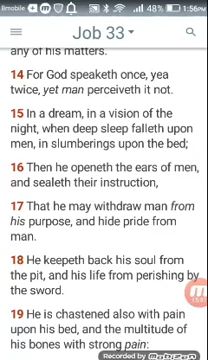 8mobile 48% 1:56PM
Job 33
any of his matters.
14 For God speaketh once, yea
twice, yet man perceiveth it not.
15 In a dream, in a vision of the
night, when deep sleep falleth upon
men, in slumberings upon the bed;
16 Then he openeth the ears of men,
and sealeth their instruction,
17 That he may withdraw man from
his purpose, and hide pride from
man.
18 He keepeth back his soul from
the pit, and his life from perishing by
the sword.
19 He is chastened also with pain
upon his bed, and the multitude of
his bones with strong pain:
Recorded by